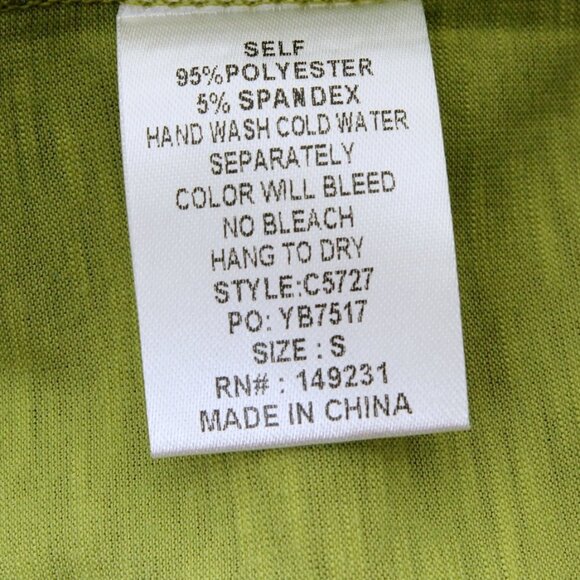 SELF
95%POLYESTER
5% SPANDEX
HAND WASH COLD WATER
SEPARATELY
COLOR WILL BLEED
NO BLEACH
HANG TO DRY
STYLE:C5727
PO: YB7517
SIZE : S
RN# : 149231
MADE IN CHINA